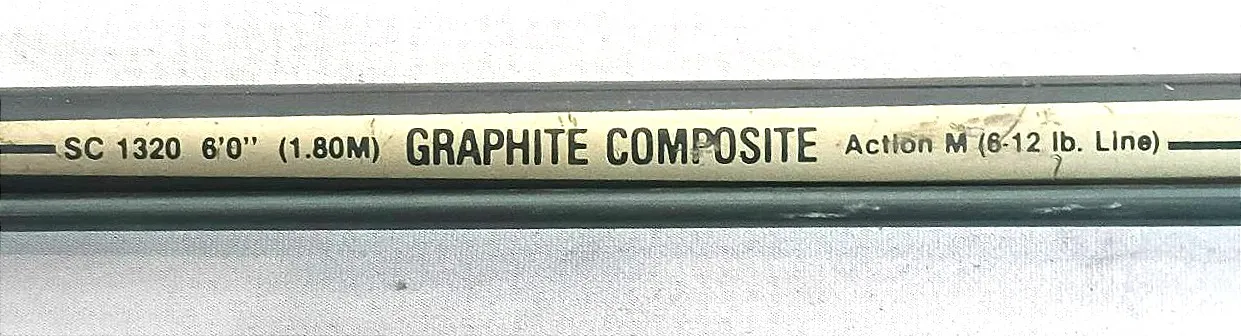 SC 1320 6'0" (1.80M) GRAPHITE COMPOSITE Action M (6-12 lb. Line)